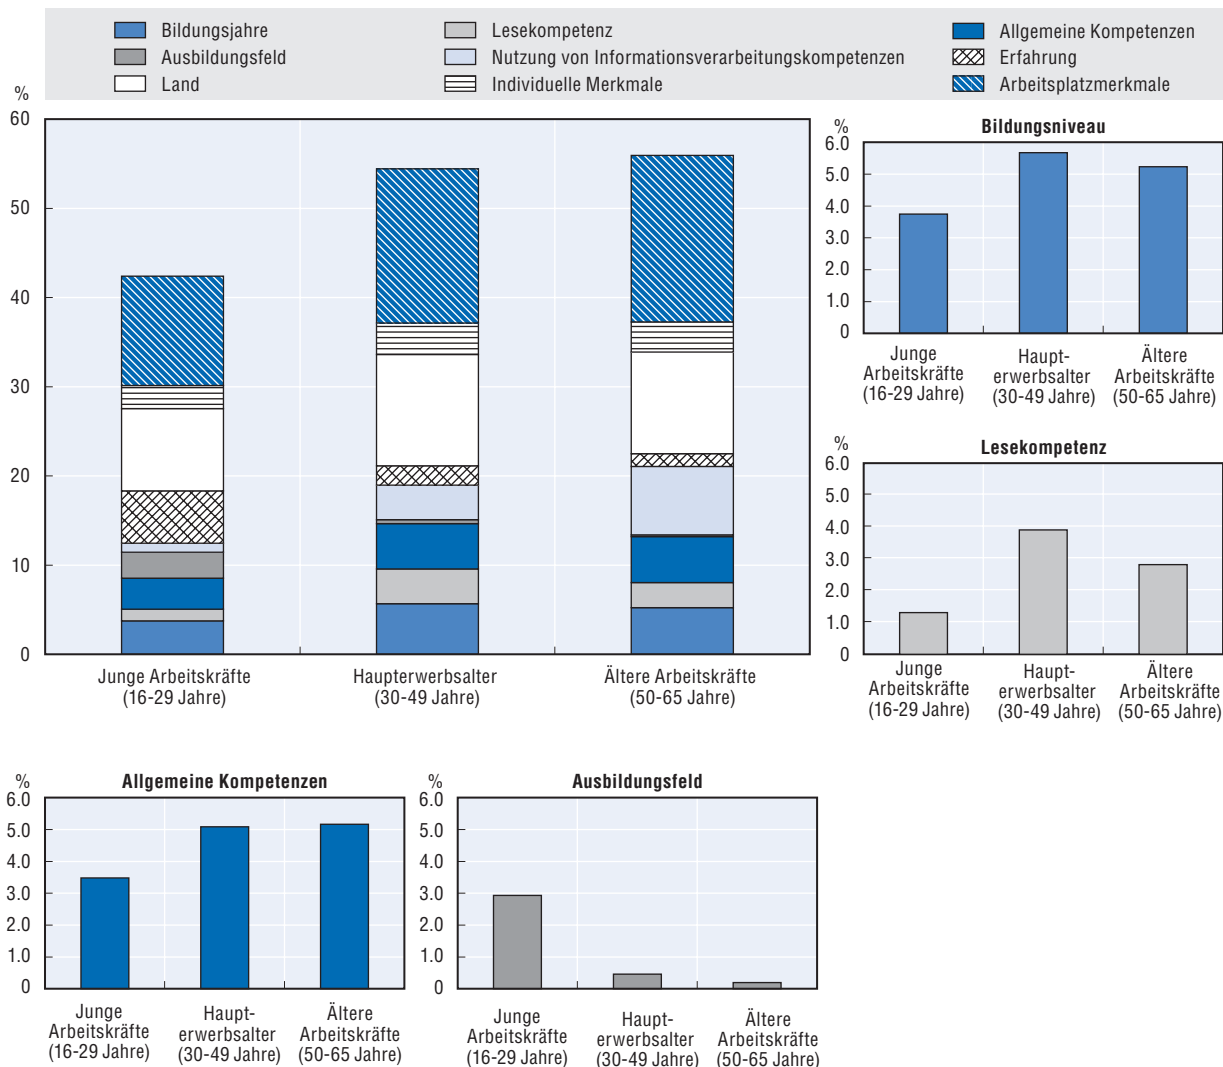 Bildungsjahre
Lesekompetenz
Allgemeine Kompetenzen
Ausbildungsfeld
Nutzung von Informationsverarbeitungskompetenzen
Erfahrung
Land
Individuelle Merkmale
Arbeitsplatzmerkmale
%
60
50
40
30
20
10
0
Junge Arbeitskräfte
(16-29 Jahre)
Haupterwerbsalter
(30-49 Jahre)
Ältere Arbeitskräfte
(50-65 Jahre)
%
Bildungsniveau
6.0
5.0
4.0
3.0
2.0
1.0
0
Junge
Arbeitskräfte
(16-29 Jahre)
Haupt-
erwerbsalter
(30-49 Jahre)
Ältere
Arbeitskräfte
(50-65 Jahre)
%
Lesekompetenz
6.0
5.0
4.0
3.0
2.0
1.0
0
Junge
Arbeitskräfte
(16-29 Jahre)
Haupt-
erwerbsalter
(30-49 Jahre)
Ältere
Arbeitskräfte
(50-65 Jahre)
%
Allgemeine Kompetenzen
6.0
5.0
4.0
3.0
2.0
1.0
0
Junge
Arbeitskräfte
(16-29 Jahre)
Haupt-
erwerbsalter
(30-49 Jahre)
Ältere
Arbeitskräfte
(50-65 Jahre)
%
Ausbildungsfeld
6.0
5.0
4.0
3.0
2.0
1.0
0
Junge
Arbeitskräfte
(16-29 Jahre)
Haupt-
erwerbsalter
(30-49 Jahre)
Ältere
Arbeitskräfte
(50-65 Jahre)